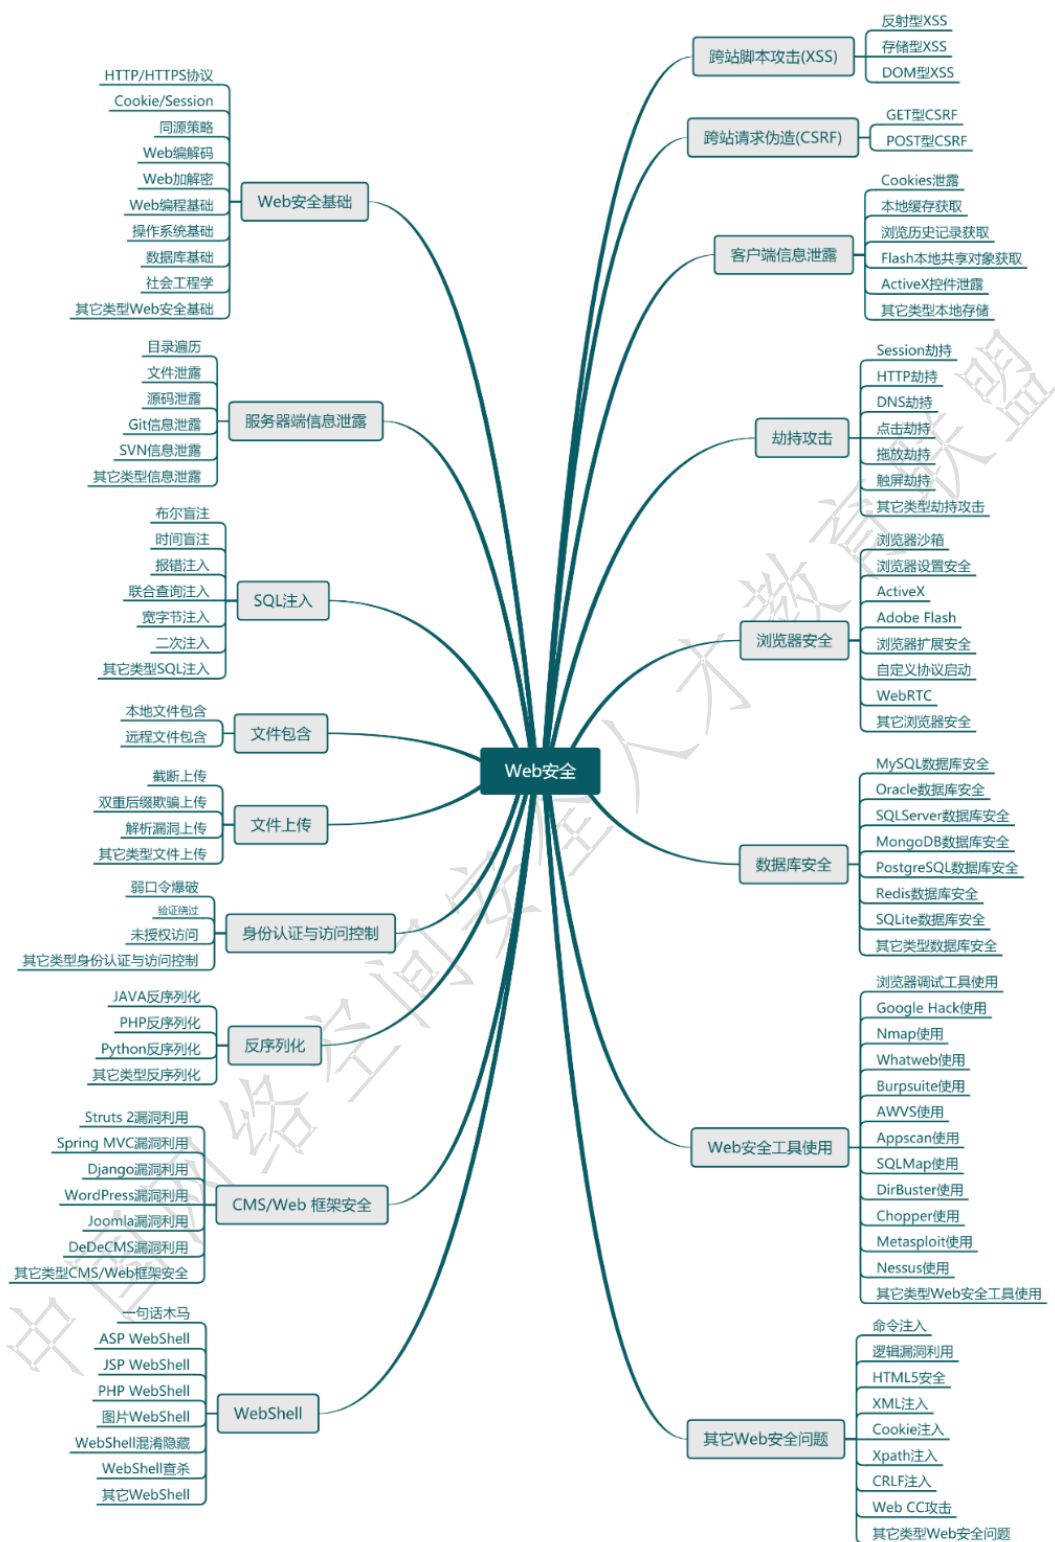 Web安全
Web安全基础
HTTP/HTTPS协议
Cookie/Session
同源策略
Web编解码
Web加解密
Web编程基础
操作系统基础
数据库基础
社会工程学
其它类型Web安全基础
服务器端信息泄露
目录遍历
文件泄露
源码泄露
Git信息泄露
SVN信息泄露
其它类型信息泄露
SQL注入
布尔盲注
时间盲注
报错注入
联合查询注入
宽字节注入
二次注入
其它类型SQL注入
文件包含
本地文件包含
远程文件包含
文件上传
截断上传
双重后缀欺骗上传
解析漏洞上传
其它类型文件上传
身份认证与访问控制
弱口令爆破
验证绕过
未授权访问
其它类型身份认证与访问控制
反序列化
JAVA反序列化
PHP反序列化
Python反序列化
其它类型反序列化
CMS/Web 框架安全
Struts 2漏洞利用
Spring MVC漏洞利用
Django漏洞利用
WordPress漏洞利用
Joomla漏洞利用
DeDeCMS漏洞利用
其它类型CMS/Web框架安全
WebShell
一句话木马
ASP WebShell
JSP WebShell
PHP WebShell
图片WebShell
WebShell混淆隐藏
WebShell查杀
其它WebShell
跨站脚本攻击(XSS)
反射型XSS
存储型XSS
DOM型XSS
跨站请求伪造(CSRF)
GET型CSRF
POST型CSRF
客户端信息泄露
Cookies泄露
本地缓存获取
浏览历史记录获取
Flash本地共享对象获取
ActiveX控件泄露
其它类型本地存储
劫持攻击
Session劫持
HTTP劫持
DNS劫持
点击劫持
拖放劫持
触屏劫持
其它类型劫持攻击
浏览器安全
浏览器沙箱
浏览器设置安全
ActiveX
Adobe Flash
浏览器扩展安全
自定义协议启动
WebRTC
其它浏览器安全
数据库安全
MySQL数据库安全
Oracle数据库安全
SQLServer数据库安全
MongoDB数据库安全
PostgreSQL数据库安全
Redis数据库安全
SQLite数据库安全
其它类型数据库安全
Web安全工具使用
浏览器调试工具使用
Google Hack使用
Nmap使用
Whatweb使用
Burpsuite使用
AWVS使用
Appscan使用
SQLMap使用
DirBuster使用
Chopper使用
Metasploit使用
Nessus使用
其它类型Web安全工具使用
其它Web安全问题
命令注入
逻辑漏洞利用
HTML5安全
XML注入
Cookie注入
Xpath注入
CRLF注入
Web CC攻击
其它类型Web安全问题
中国网络空间安全人才教育联盟